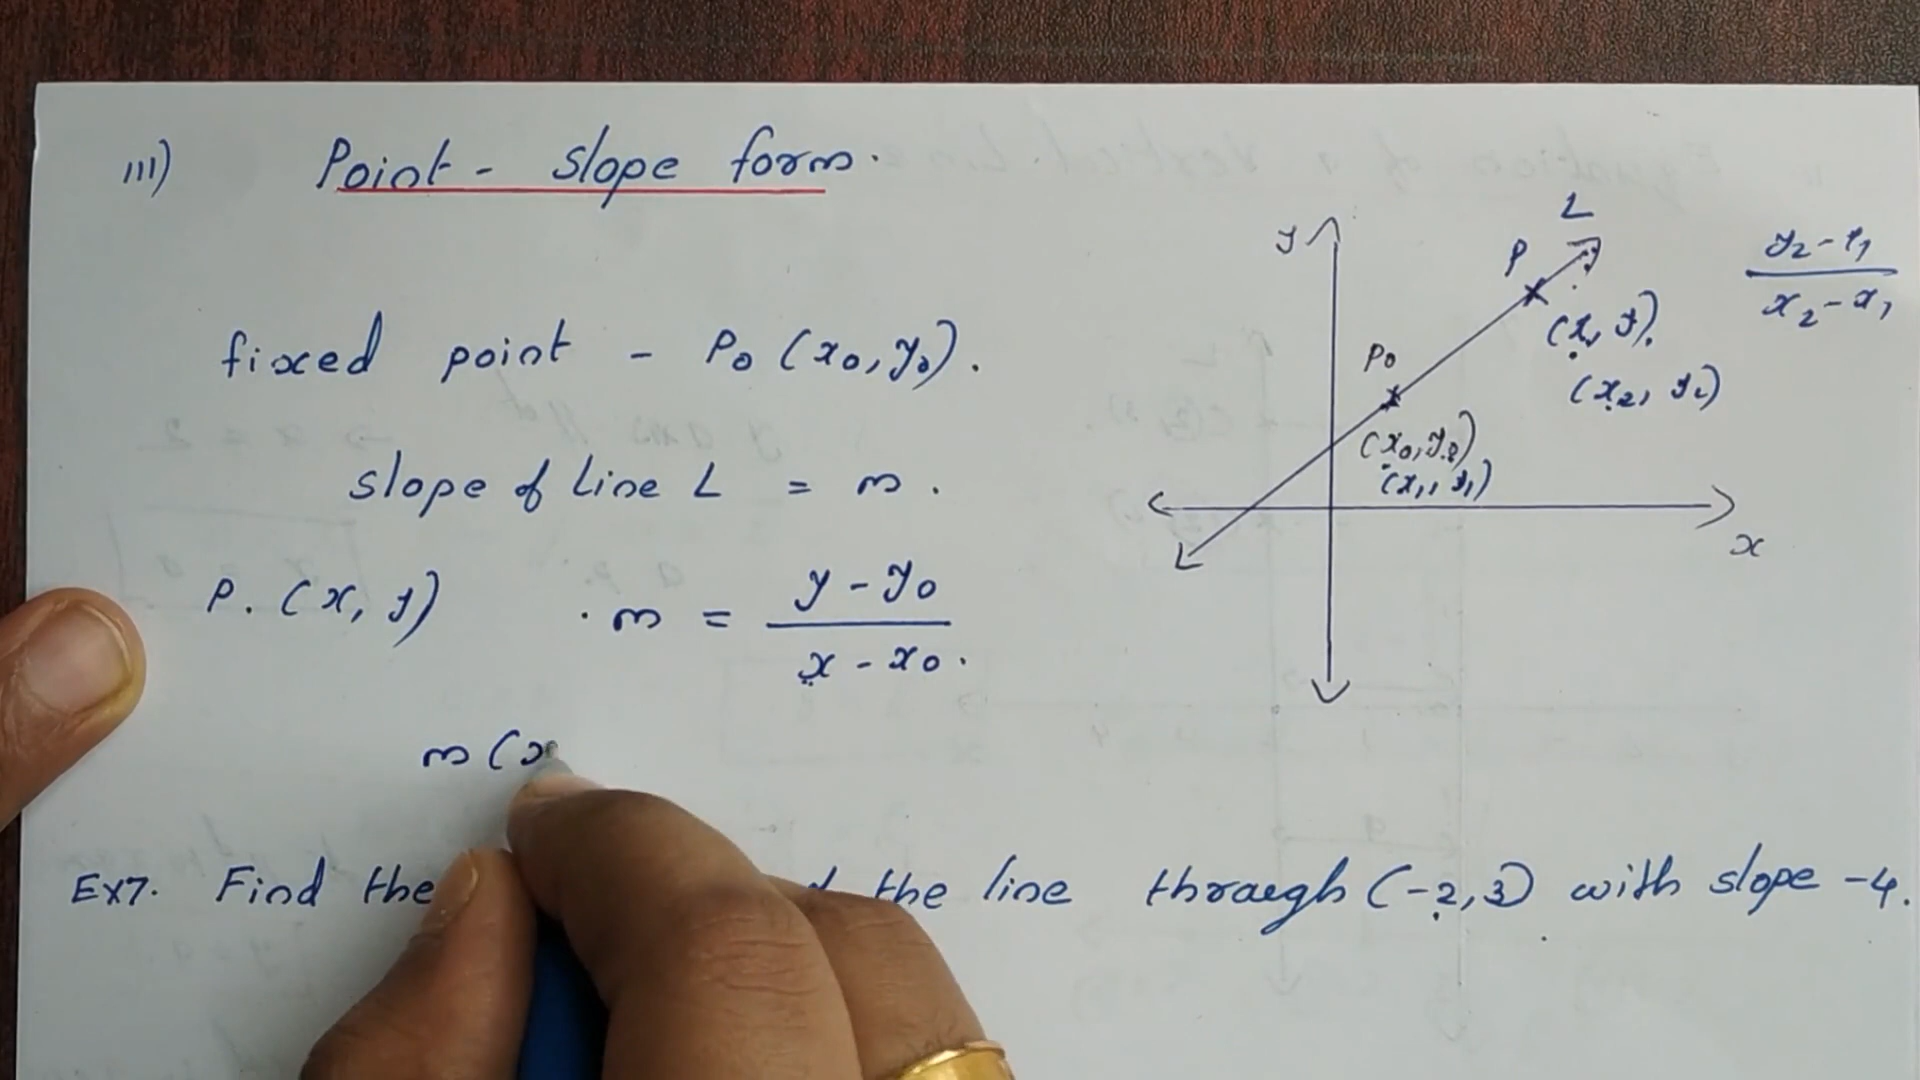 111) Point - slope form.
fixed point - P0 (x0, y0).
slope of Line L = m.
P. (x, y) . m = y - y0
x - x0.
m (x
Ex7. Find the the line through (-2,3) with slope -4.
y
L
P
(x, y).
(x2, y2)
P0
(x0, y0)
(x1, y1)
x
y2 - y1
x2 - x1